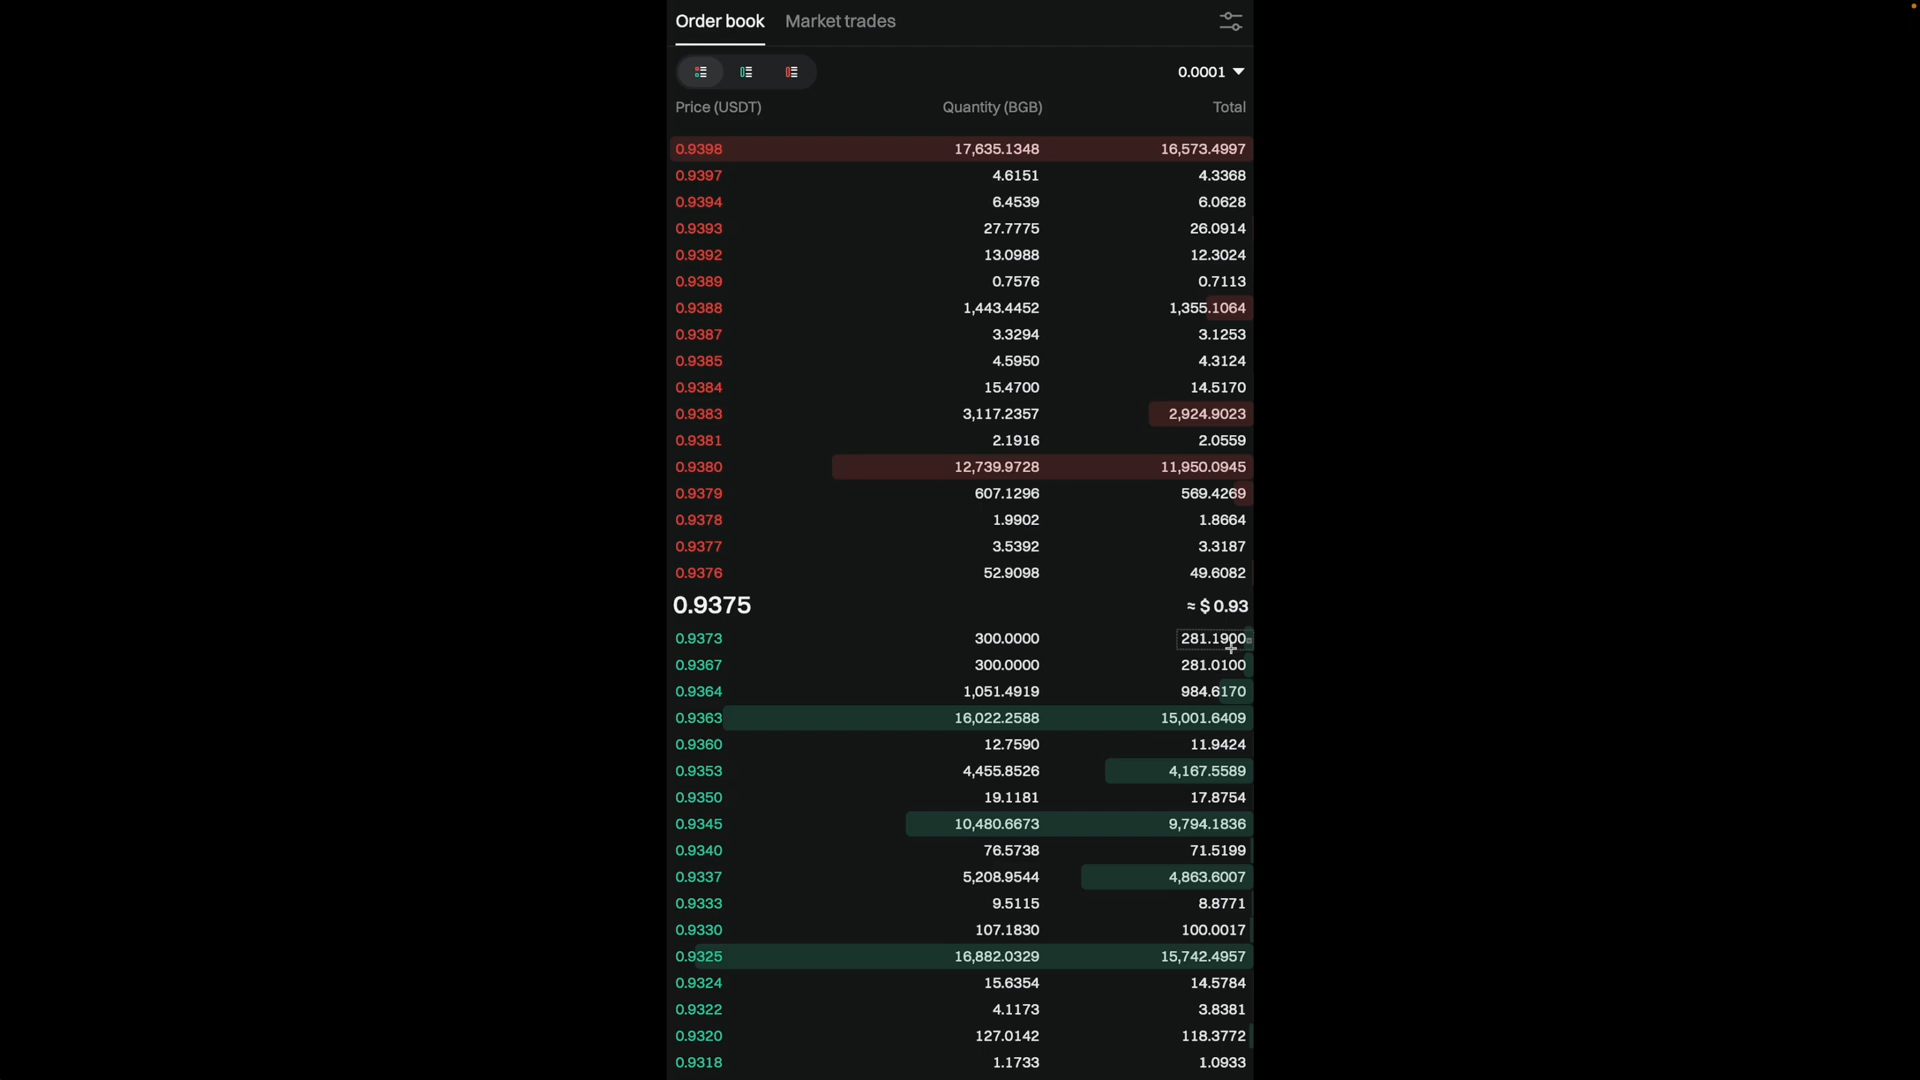 Order book Market trades
0.0001
Price (USDT) Quantity (BGB) Total
0.9398 17,635.1348 16,573.4997
0.9397 4.6151 4.3368
0.9394 6.4539 6.0628
0.9393 27.7775 26.0914
0.9392 13.0988 12.3024
0.9389 0.7576 0.7113
0.9388 1,443.4452 1,355.1064
0.9387 3.3294 3.1253
0.9385 4.5950 4.3124
0.9384 15.4700 14.5170
0.9383 3,117.2357 2,924.9023
0.9381 2.1916 2.0559
0.9380 12,739.9728 11,950.0945
0.9379 607.1296 569.4269
0.9378 1.9902 1.8664
0.9377 3.5392 3.3187
0.9376 52.9098 49.6082
0.9375 ≈ $ 0.93
0.9373 300.0000 281.1900
0.9367 300.0000 281.0100
0.9364 1,051.4919 984.6170
0.9363 16,022.2588 15,001.6409
0.9360 12.7590 11.9424
0.9353 4,455.8526 4,167.5589
0.9350 19.1181 17.8754
0.9345 10,480.6673 9,794.1836
0.9340 76.5738 71.5199
0.9337 5,208.9544 4,863.6007
0.9333 9.5115 8.8771
0.9330 107.1830 100.0017
0.9325 16,882.0329 15,742.4957
0.9324 15.6354 14.5784
0.9322 4.1173 3.8381
0.9320 127.0142 118.3772
0.9318 1.1733 1.0933